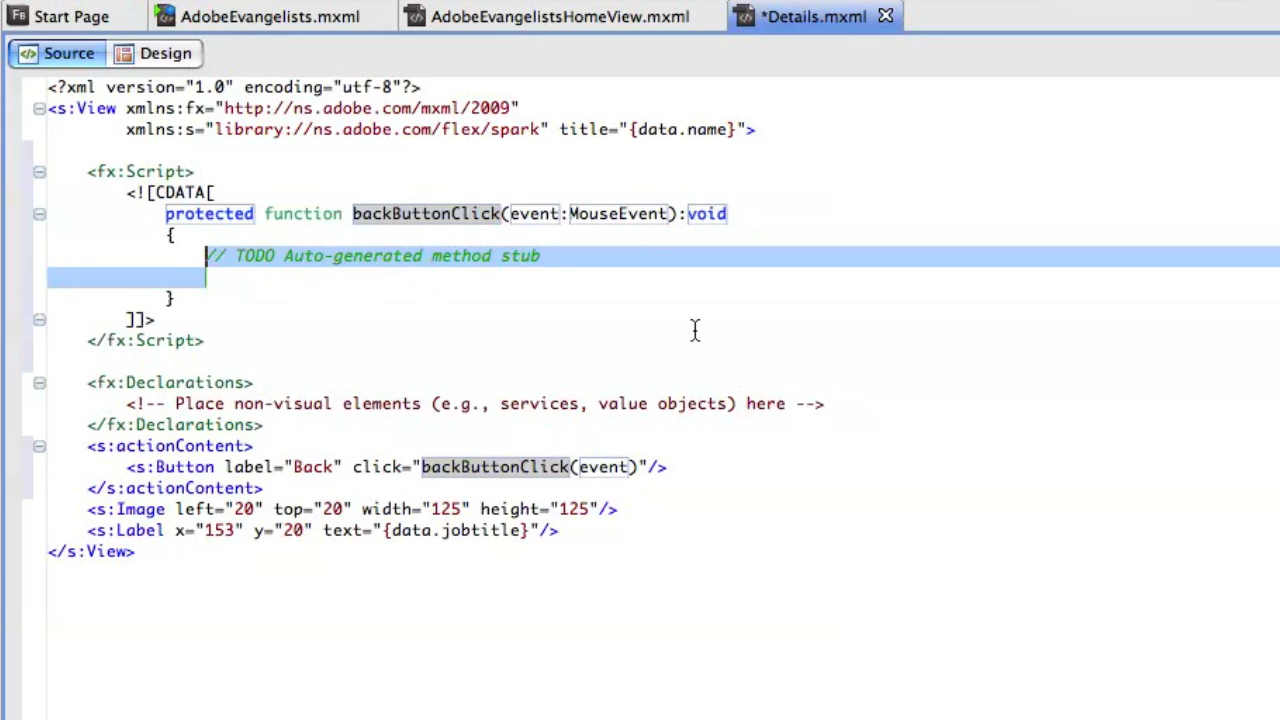 Fb Start Page AdobeEvangelists.mxml AdobeEvangelistsHomeView.mxml *Details.mxml
Source Design
<?xml version="1.0" encoding="utf-8"?>
<s:View xmlns:fx="http://ns.adobe.com/mxml/2009"
xmlns:s="library://ns.adobe.com/flex/spark" title="{data.name}">
<fx:Script>
<![CDATA[
protected function backButtonClick(event:MouseEvent):void
{
// TODO Auto-generated method stub
}
]]>
</fx:Script>
<fx:Declarations>
<!-- Place non-visual elements (e.g., services, value objects) here -->
</fx:Declarations>
<s:actionContent>
<s:Button label="Back" click="backButtonClick(event)"/>
</s:actionContent>
<s:Image left="20" top="20" width="125" height="125"/>
<s:Label x="153" y="20" text="{data.jobtitle}"/>
</s:View>